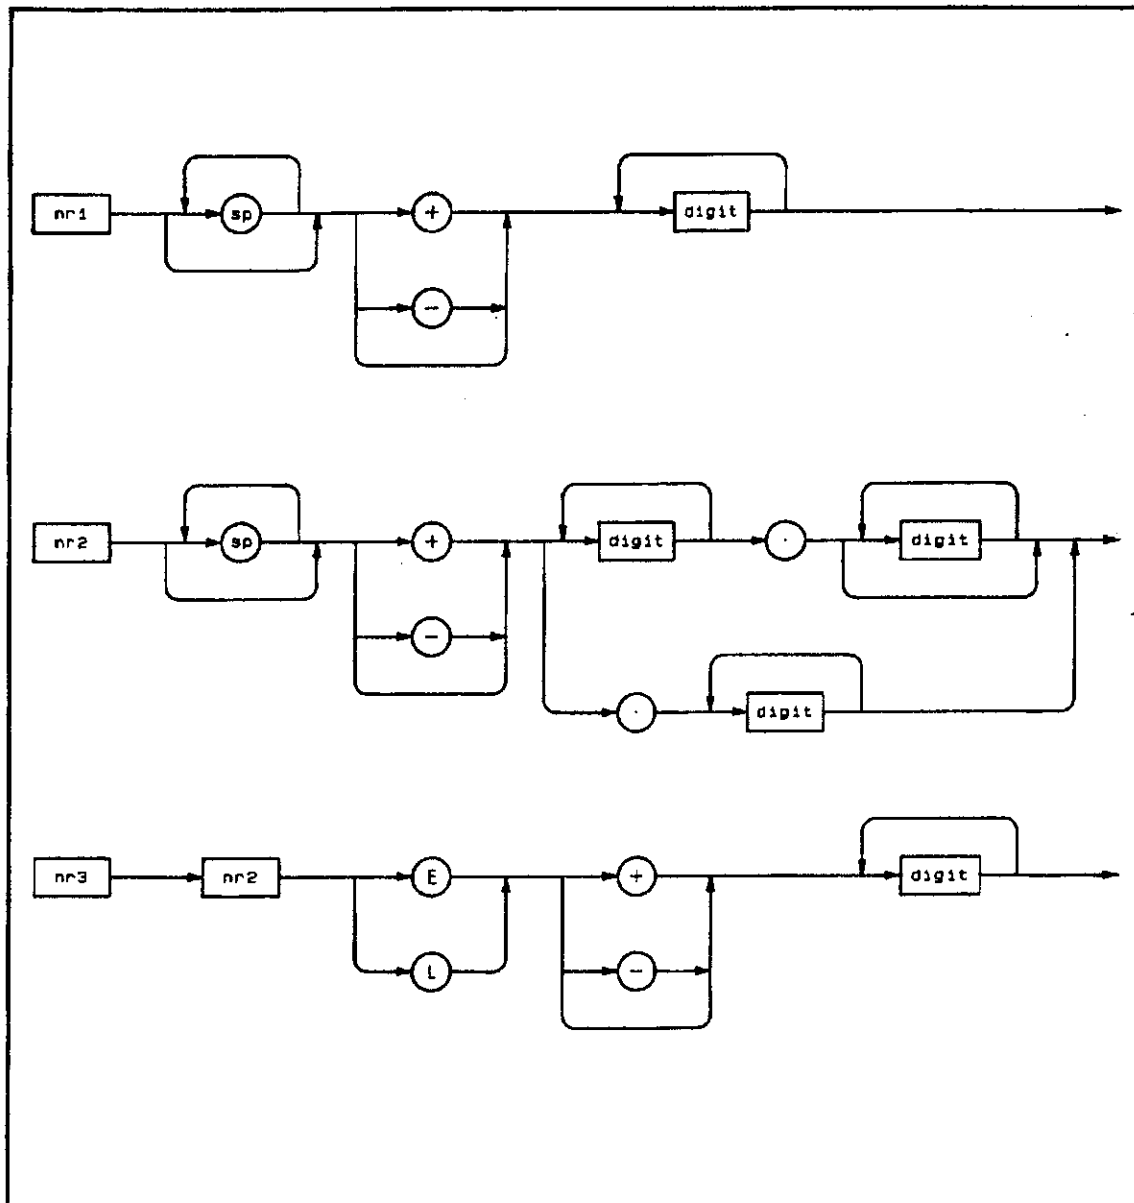 nr1 sp + digit
-
nr2 sp + digit . digit
-
. digit
nr3 nr2 E + digit
L -